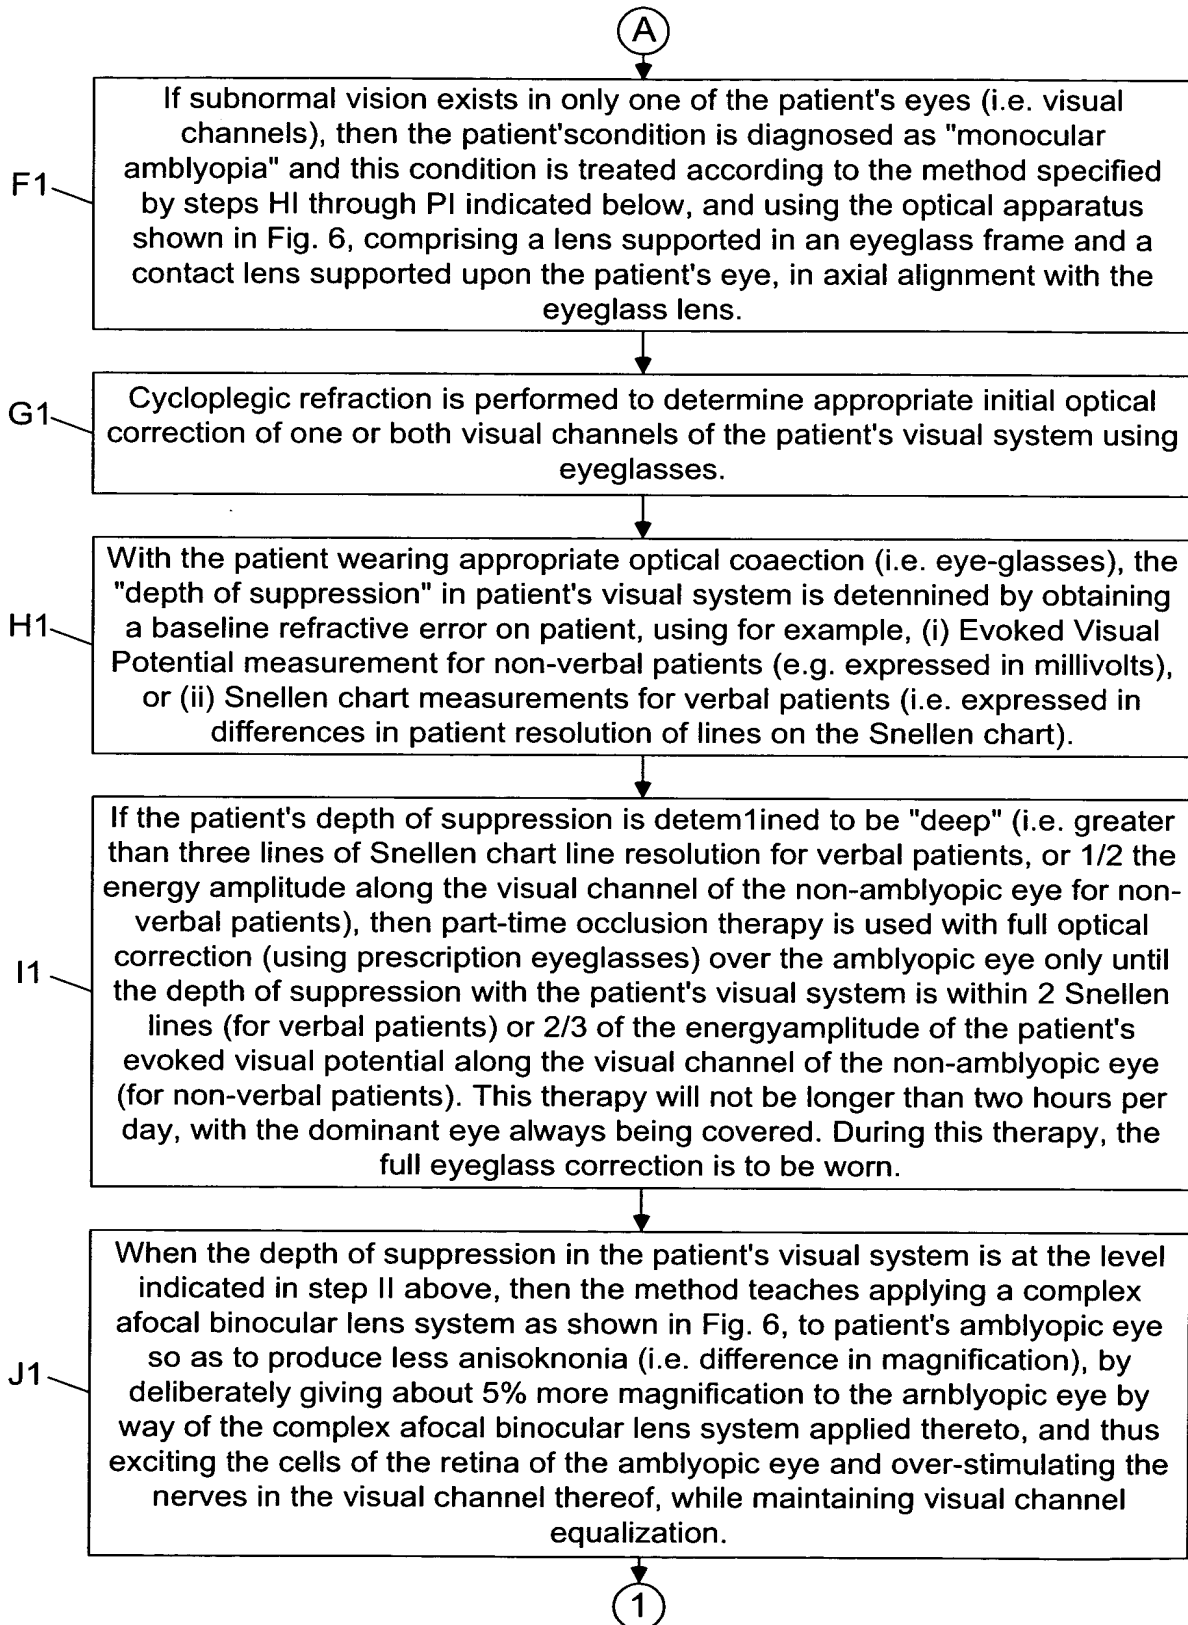 A
If subnormal vision exists in only one of the patient's eyes (i.e. visual
channels), then the patient'scondition is diagnosed as "monocular
amblyopia" and this condition is treated according to the method specified
by steps HI through PI indicated below, and using the optical apparatus
shown in Fig. 6, comprising a lens supported in an eyeglass frame and a
contact lens supported upon the patient's eye, in axial alignment with the
eyeglass lens.
F1
Cycloplegic refraction is performed to determine appropriate initial optical
correction of one or both visual channels of the patient's visual system using
eyeglasses.
G1
With the patient wearing appropriate optical coaection (i.e. eye-glasses), the
"depth of suppression" in patient's visual system is detennined by obtaining
a baseline refractive error on patient, using for example, (i) Evoked Visual
Potential measurement for non-verbal patients (e.g. expressed in millivolts),
or (ii) Snellen chart measurements for verbal patients (i.e. expressed in
differences in patient resolution of lines on the Snellen chart).
H1
If the patient's depth of suppression is detem1ined to be "deep" (i.e. greater
than three lines of Snellen chart line resolution for verbal patients, or 1/2 the
energy amplitude along the visual channel of the non-amblyopic eye for non-
verbal patients), then part-time occlusion therapy is used with full optical
correction (using prescription eyeglasses) over the amblyopic eye only until
the depth of suppression with the patient's visual system is within 2 Snellen
lines (for verbal patients) or 2/3 of the energyamplitude of the patient's
evoked visual potential along the visual channel of the non-amblyopic eye
(for non-verbal patients). This therapy will not be longer than two hours per
day, with the dominant eye always being covered. During this therapy, the
full eyeglass correction is to be worn.
I1
When the depth of suppression in the patient's visual system is at the level
indicated in step II above, then the method teaches applying a complex
afocal binocular lens system as shown in Fig. 6, to patient's amblyopic eye
so as to produce less anisoknonia (i.e. difference in magnification), by
deliberately giving about 5% more magnification to the arnblyopic eye by
way of the complex afocal binocular lens system applied thereto, and thus
exciting the cells of the retina of the amblyopic eye and over-stimulating the
nerves in the visual channel thereof, while maintaining visual channel
equalization.
J1
1